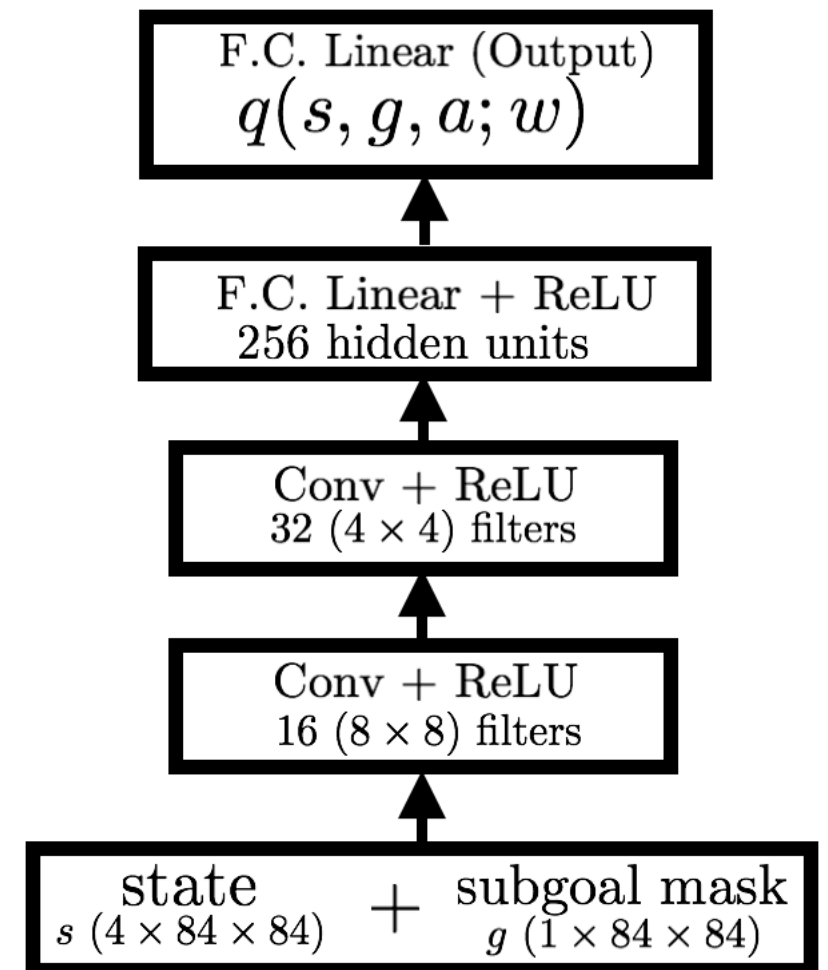 F.C. Linear (Output)
q(s, g, a; w)
F.C. Linear + ReLU
256 hidden units
Conv + ReLU
32 (4 × 4) filters
Conv + ReLU
16 (8 × 8) filters
state + subgoal mask
s (4 × 84 × 84) g (1 × 84 × 84)